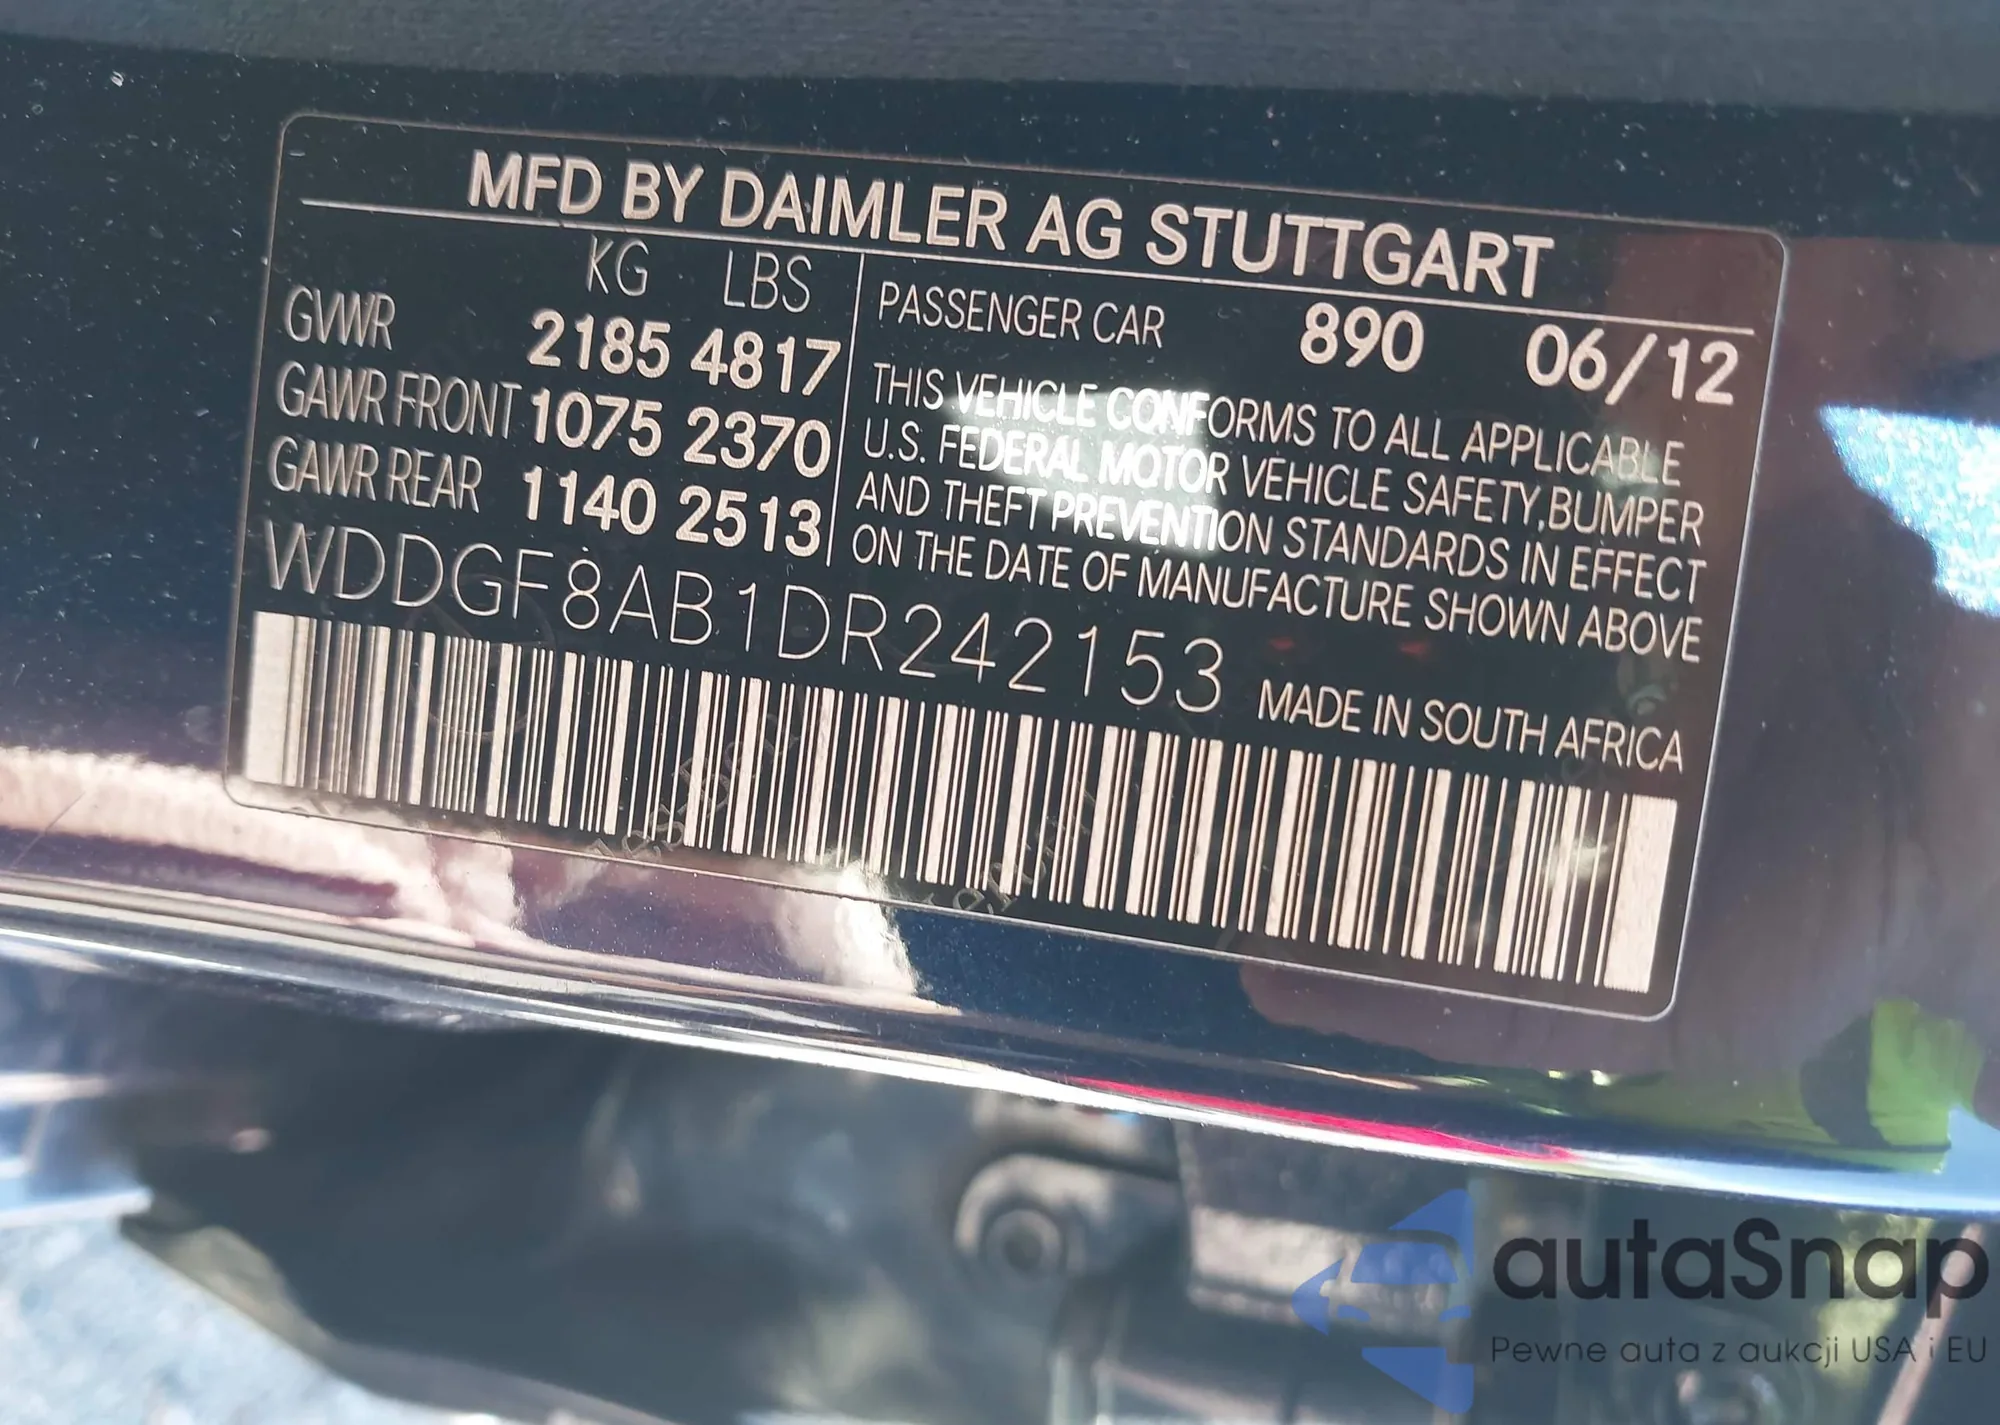 MFD BY DAIMLER AG STUTTGART
KG LBS
GVWR 2185 4817
GAWR FRONT 1075 2370
GAWR REAR 1140 2513
PASSENGER CAR 890 06/12
THIS VEHICLE CONFORMS TO ALL APPLICABLE
U.S. FEDERAL MOTOR VEHICLE SAFETY,BUMPER
AND THEFT PREVENTION STANDARDS IN EFFECT
ON THE DATE OF MANUFACTURE SHOWN ABOVE
WDDGF8AB1DR242153
MADE IN SOUTH AFRICA
autaSnap
Pewne auta z aukcji USA i EU